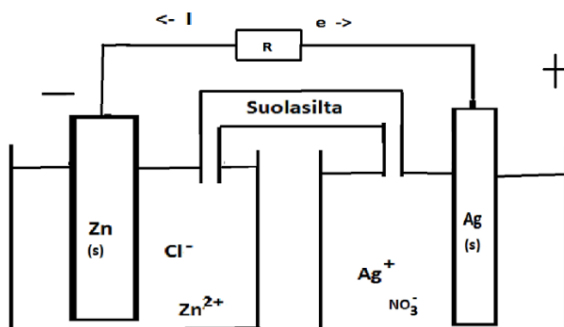 <- I
e ->
R
—
+
Suolasilta
Zn
(s)
Ag
(s)
Cl⁻
Ag⁺
Zn²⁺
NO₃⁻